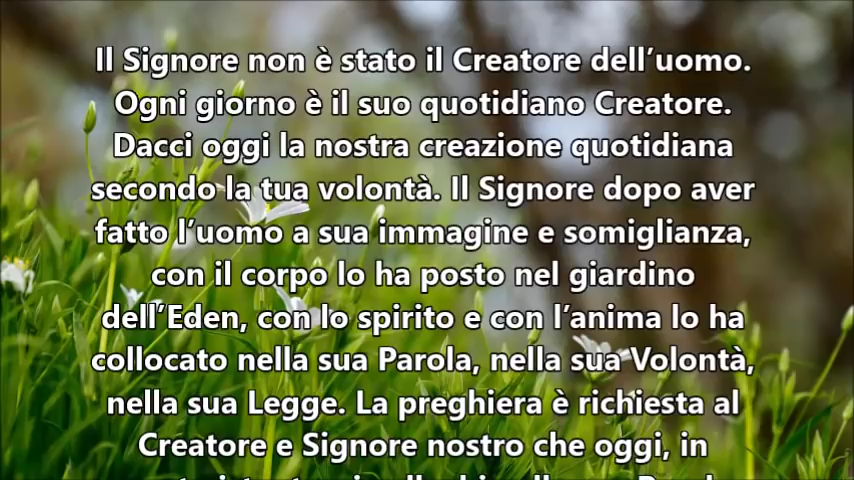 Il Signore non è stato il Creatore dell’uomo.
Ogni giorno è il suo quotidiano Creatore.
Dacci oggi la nostra creazione quotidiana
secondo la tua volontà. Il Signore dopo aver
fatto l’uomo a sua immagine e somiglianza,
con il corpo lo ha posto nel giardino
dell’Eden, con lo spirito e con l’anima lo ha
collocato nella sua Parola, nella sua Volontà,
nella sua Legge. La preghiera è richiesta al
Creatore e Signore nostro che oggi, in